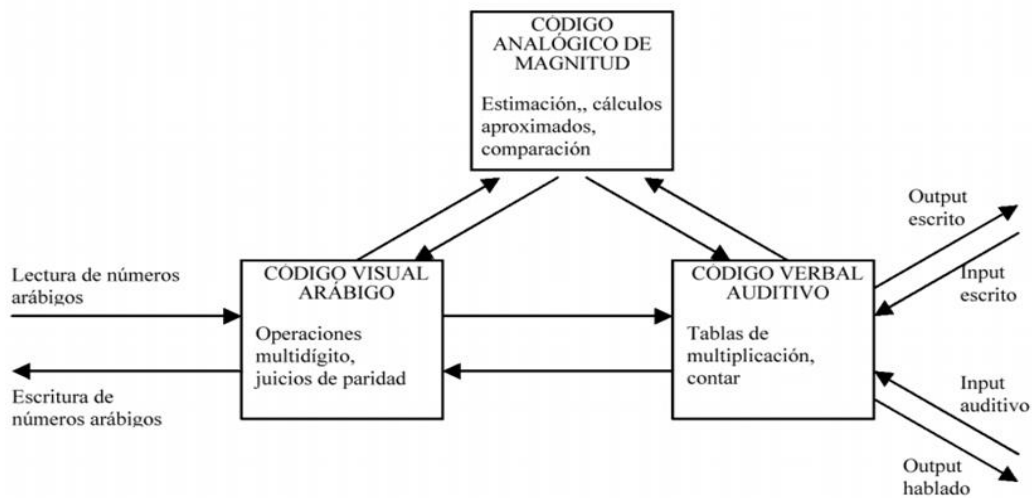 CÓDIGO
ANALÓGICO DE
MAGNITUD
Estimación,, cálculos
aproximados,
comparación
Output
escrito
Lectura de números
arábigos
CÓDIGO VISUAL
ARÁBIGO
CÓDIGO VERBAL
AUDITIVO
Input
escrito
Operaciones
multidígito,
juicios de paridad
Tablas de
multiplicación,
contar
Escritura de
números arábigos
Input
auditivo
Output
hablado